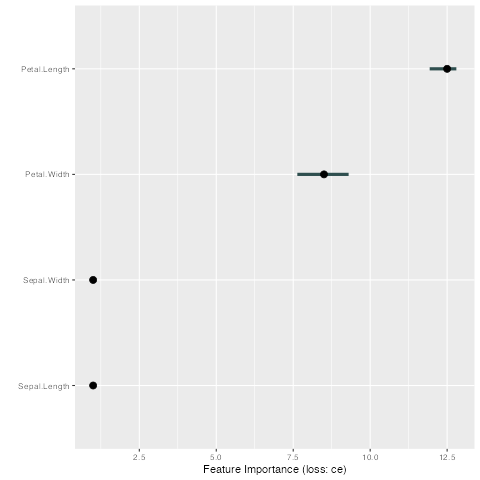 Petal.Length
Petal.Width
Sepal.Width
Sepal.Length
2.5 5.0 7.5 10.0 12.5
Feature Importance (loss: ce)